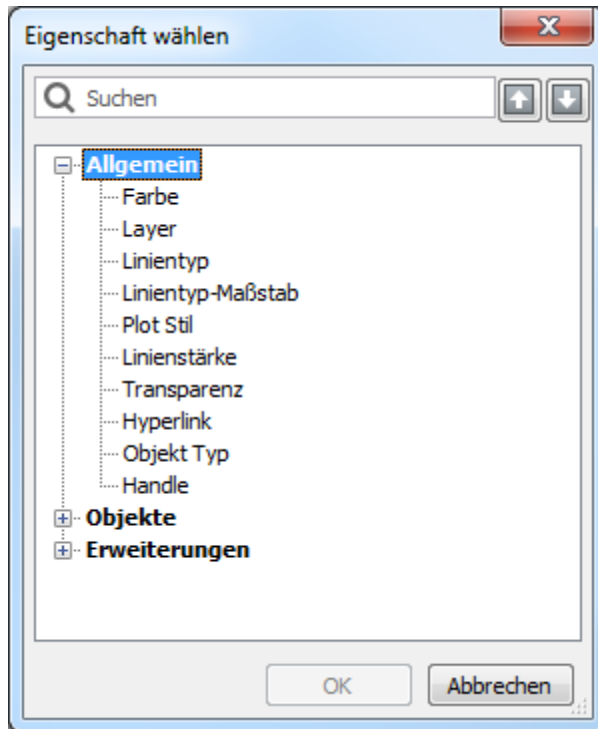 Eigenschaft wählen
Suchen
Allgemein
Farbe
Layer
Linientyp
Linientyp-Maßstab
Plot Stil
Linienstärke
Transparenz
Hyperlink
Objekt Typ
Handle
Objekte
Erweiterungen
OK
Abbrechen